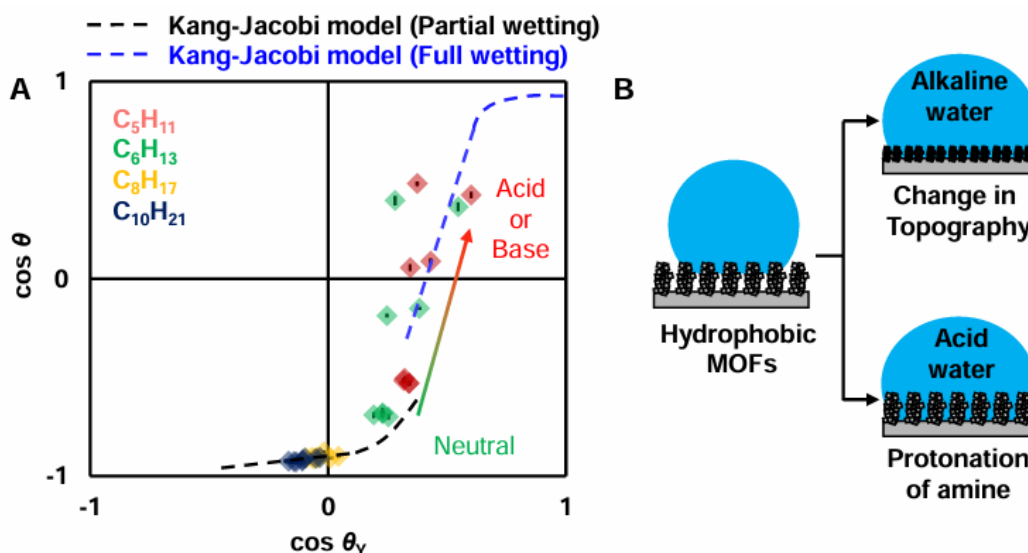 Kang-Jacobi model (Partial wetting)
Kang-Jacobi model (Full wetting)
A
1
C₅H₁₁
C₆H₁₃
C₈H₁₇
C₁₀H₂₁
Acid
or
Base
cos θ
0
Neutral
-1
-1
0
1
cos θ_Y
B
Hydrophobic
MOFs
Alkaline
water
Change in
Topography
Acid
water
Protonation
of amine